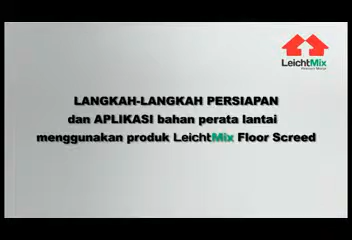 LeichtMix
LANGKAH-LANGKAH PERSIAPAN
dan APLIKASI bahan perata lantai
menggunakan produk LeichtMix Floor Screed